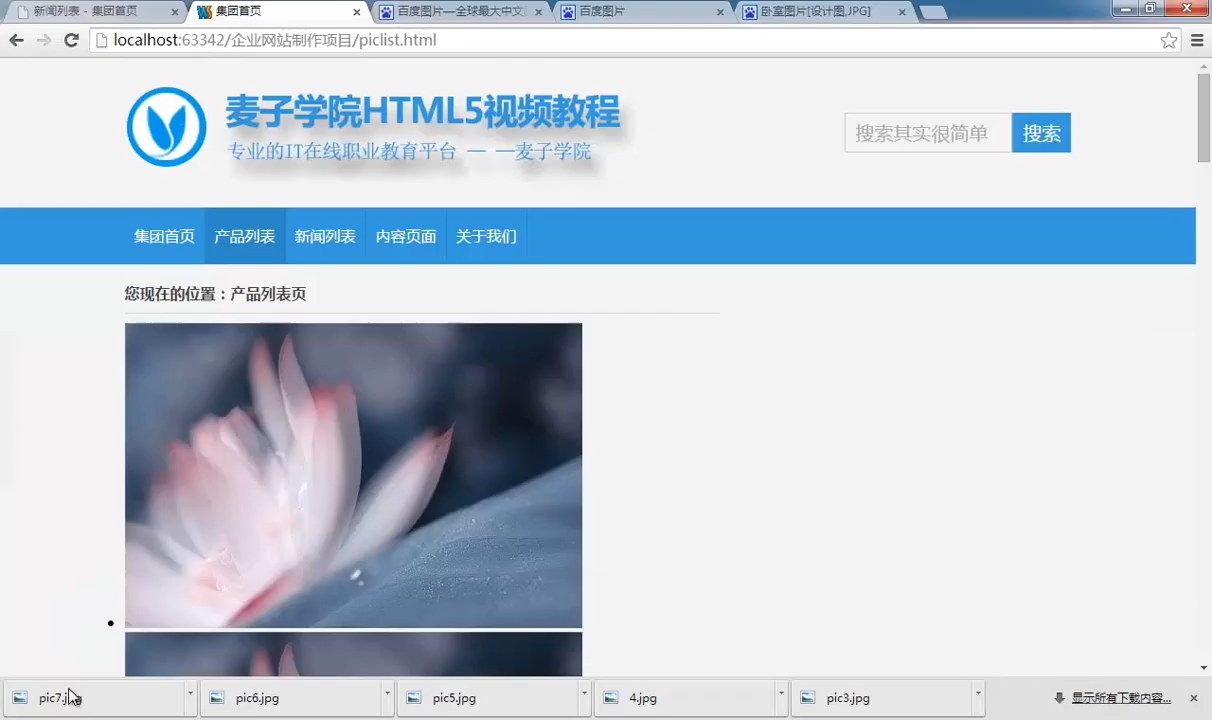 新闻列表 - 集团首页
集团首页
百度图片—全球最大中文
百度图片
卧室图片[设计图.JPG]
localhost:63342/企业网站制作项目/piclist.html
麦子学院HTML5视频教程
专业的IT在线职业教育平台 — —麦子学院
搜索其实很简单
搜索
集团首页
产品列表
新闻列表
内容页面
关于我们
您现在的位置：产品列表页
pic7.jpg
pic6.jpg
pic5.jpg
4.jpg
pic3.jpg
显示所有下载内容...